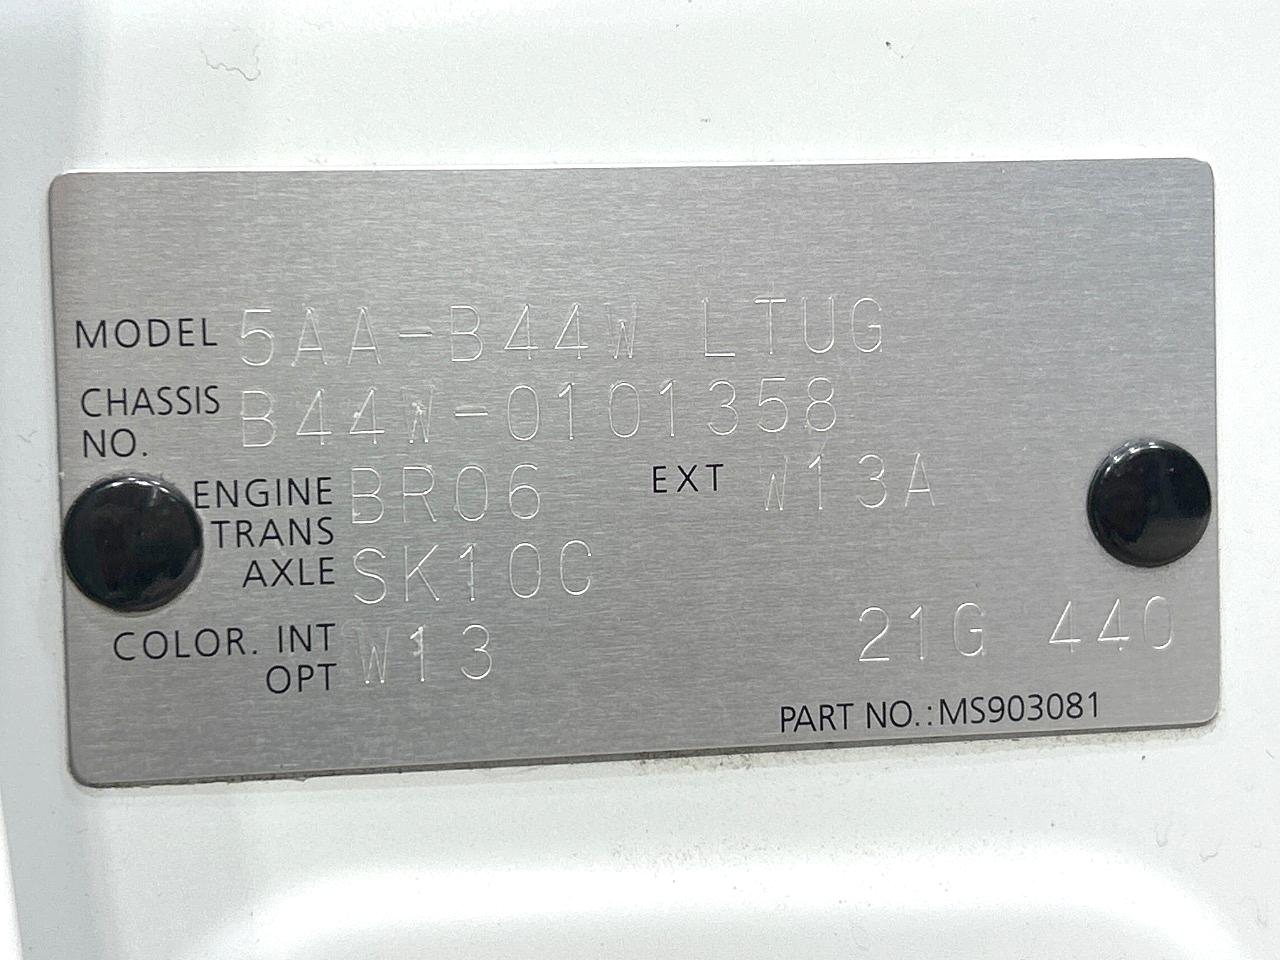 MODEL 5AA-B44W LTUG
CHASSIS NO. B44W-0101358
ENGINE BR06 EXT W13A
TRANS AXLE SK10C
COLOR. INT OPT W13 21G 440
PART NO.:MS903081